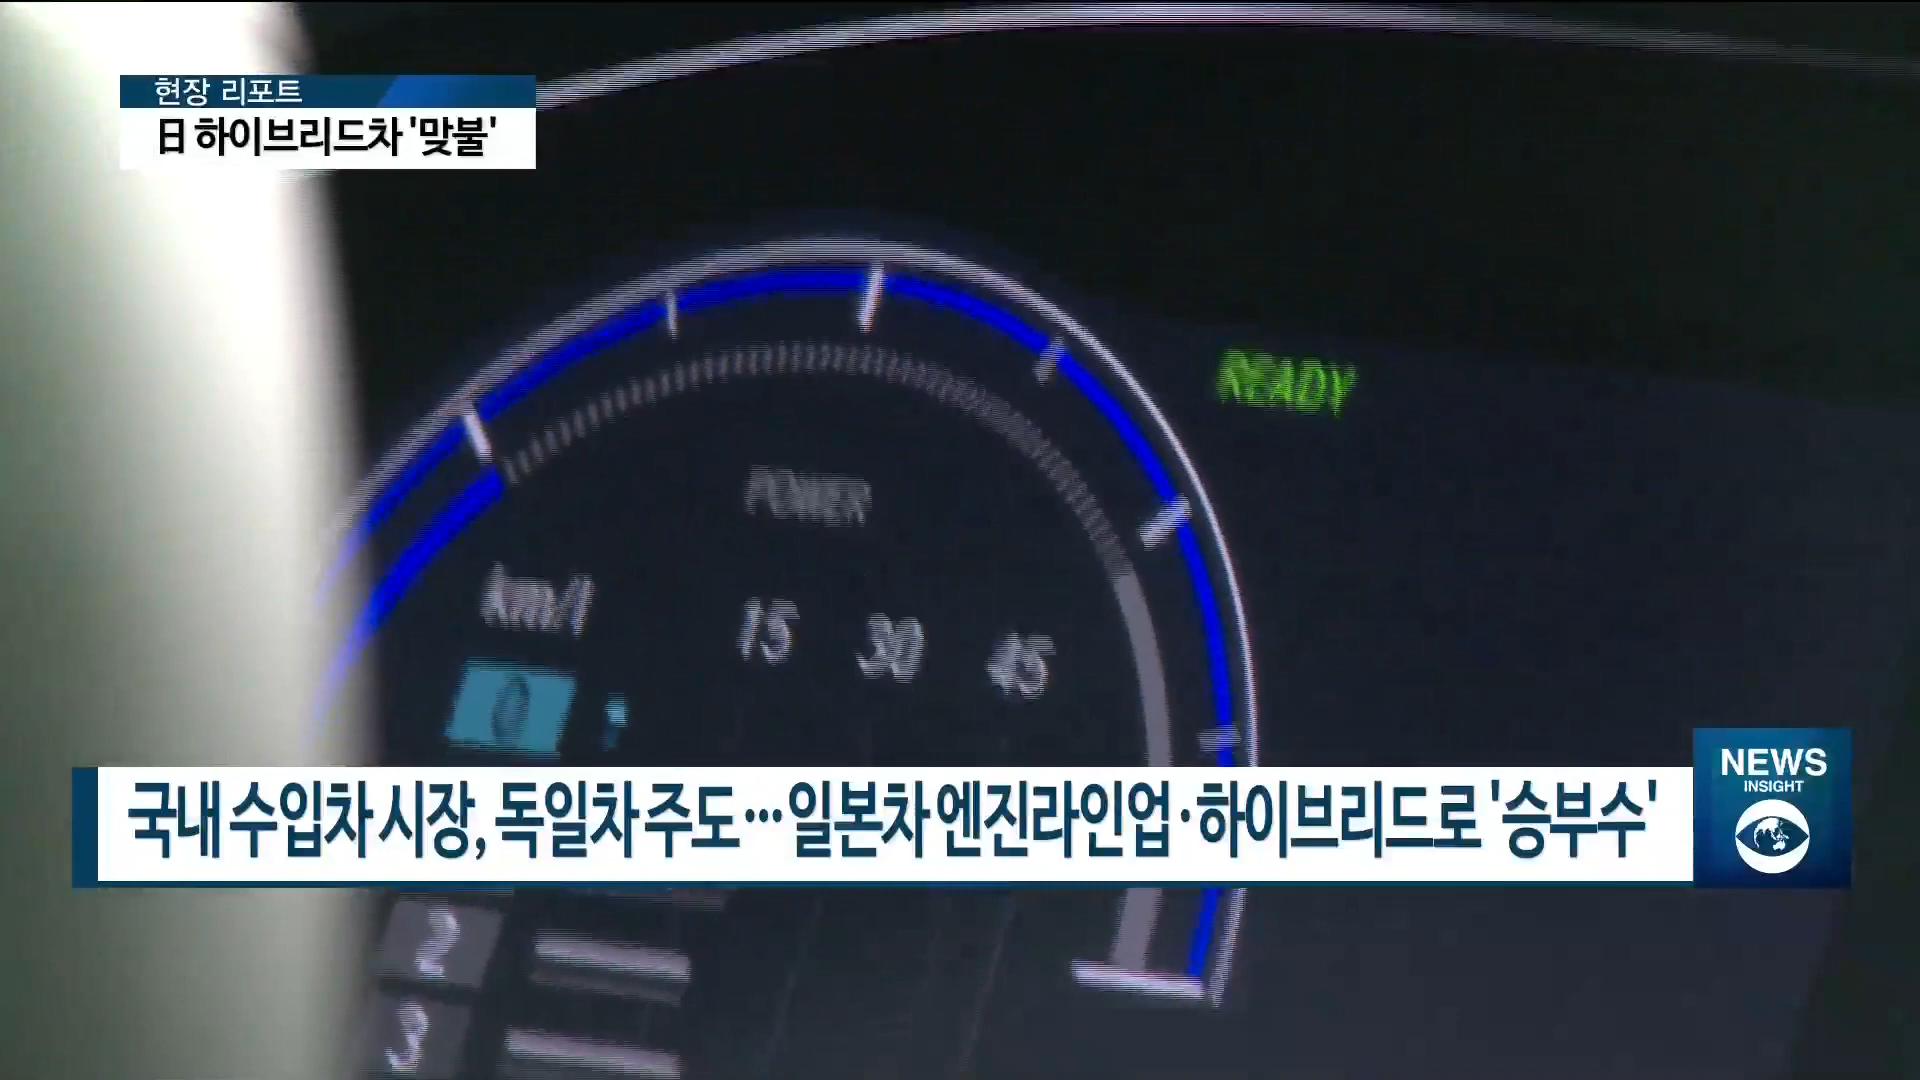 현장 리포트
日 하이브리드차 '맞불'
READY
POWER
km/l
15 30 45
0
국내 수입차 시장, 독일차 주도…일본차 엔진라인업·하이브리드로 '승부수'
NEWS
INSIGHT
2
3